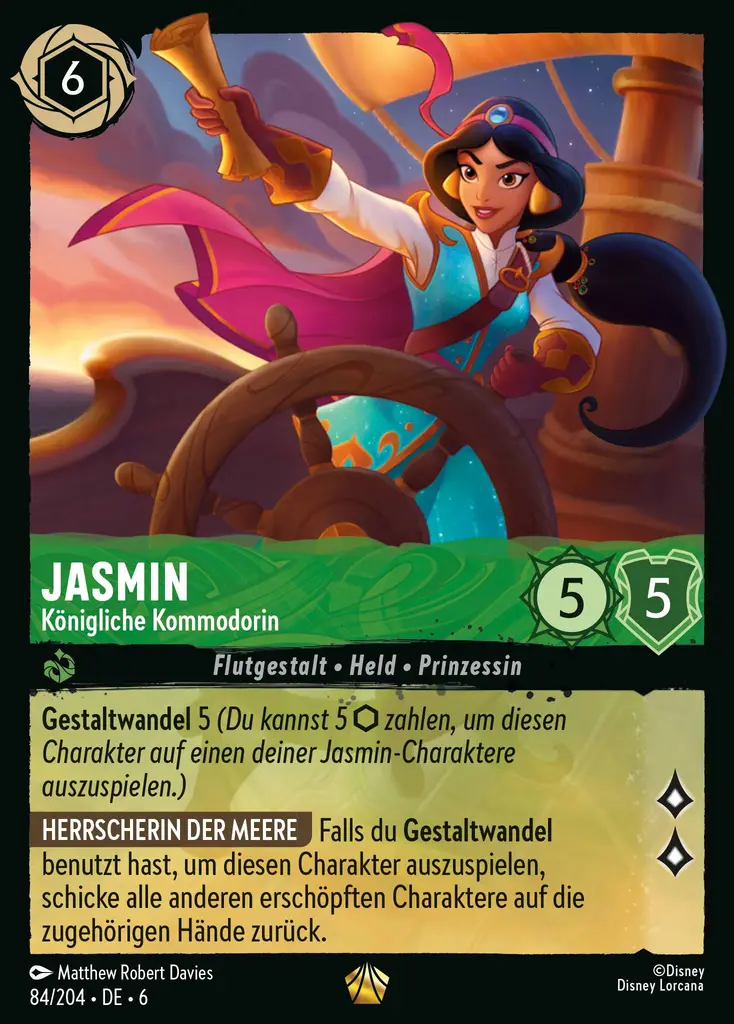 6
JASMIN
Königliche Kommodorin
5
5
Flutgestalt • Held • Prinzessin
Gestaltwandel 5 (Du kannst 5 ⬡ zahlen, um diesen
Charakter auf einen deiner Jasmin-Charaktere
auszuspielen.)
HERRSCHERIN DER MEERE Falls du Gestaltwandel
benutzt hast, um diesen Charakter auszuspielen,
schicke alle anderen erschöpften Charaktere auf die
zugehörigen Hände zurück.
Matthew Robert Davies
84/204 • DE • 6
©Disney
Disney Lorcana